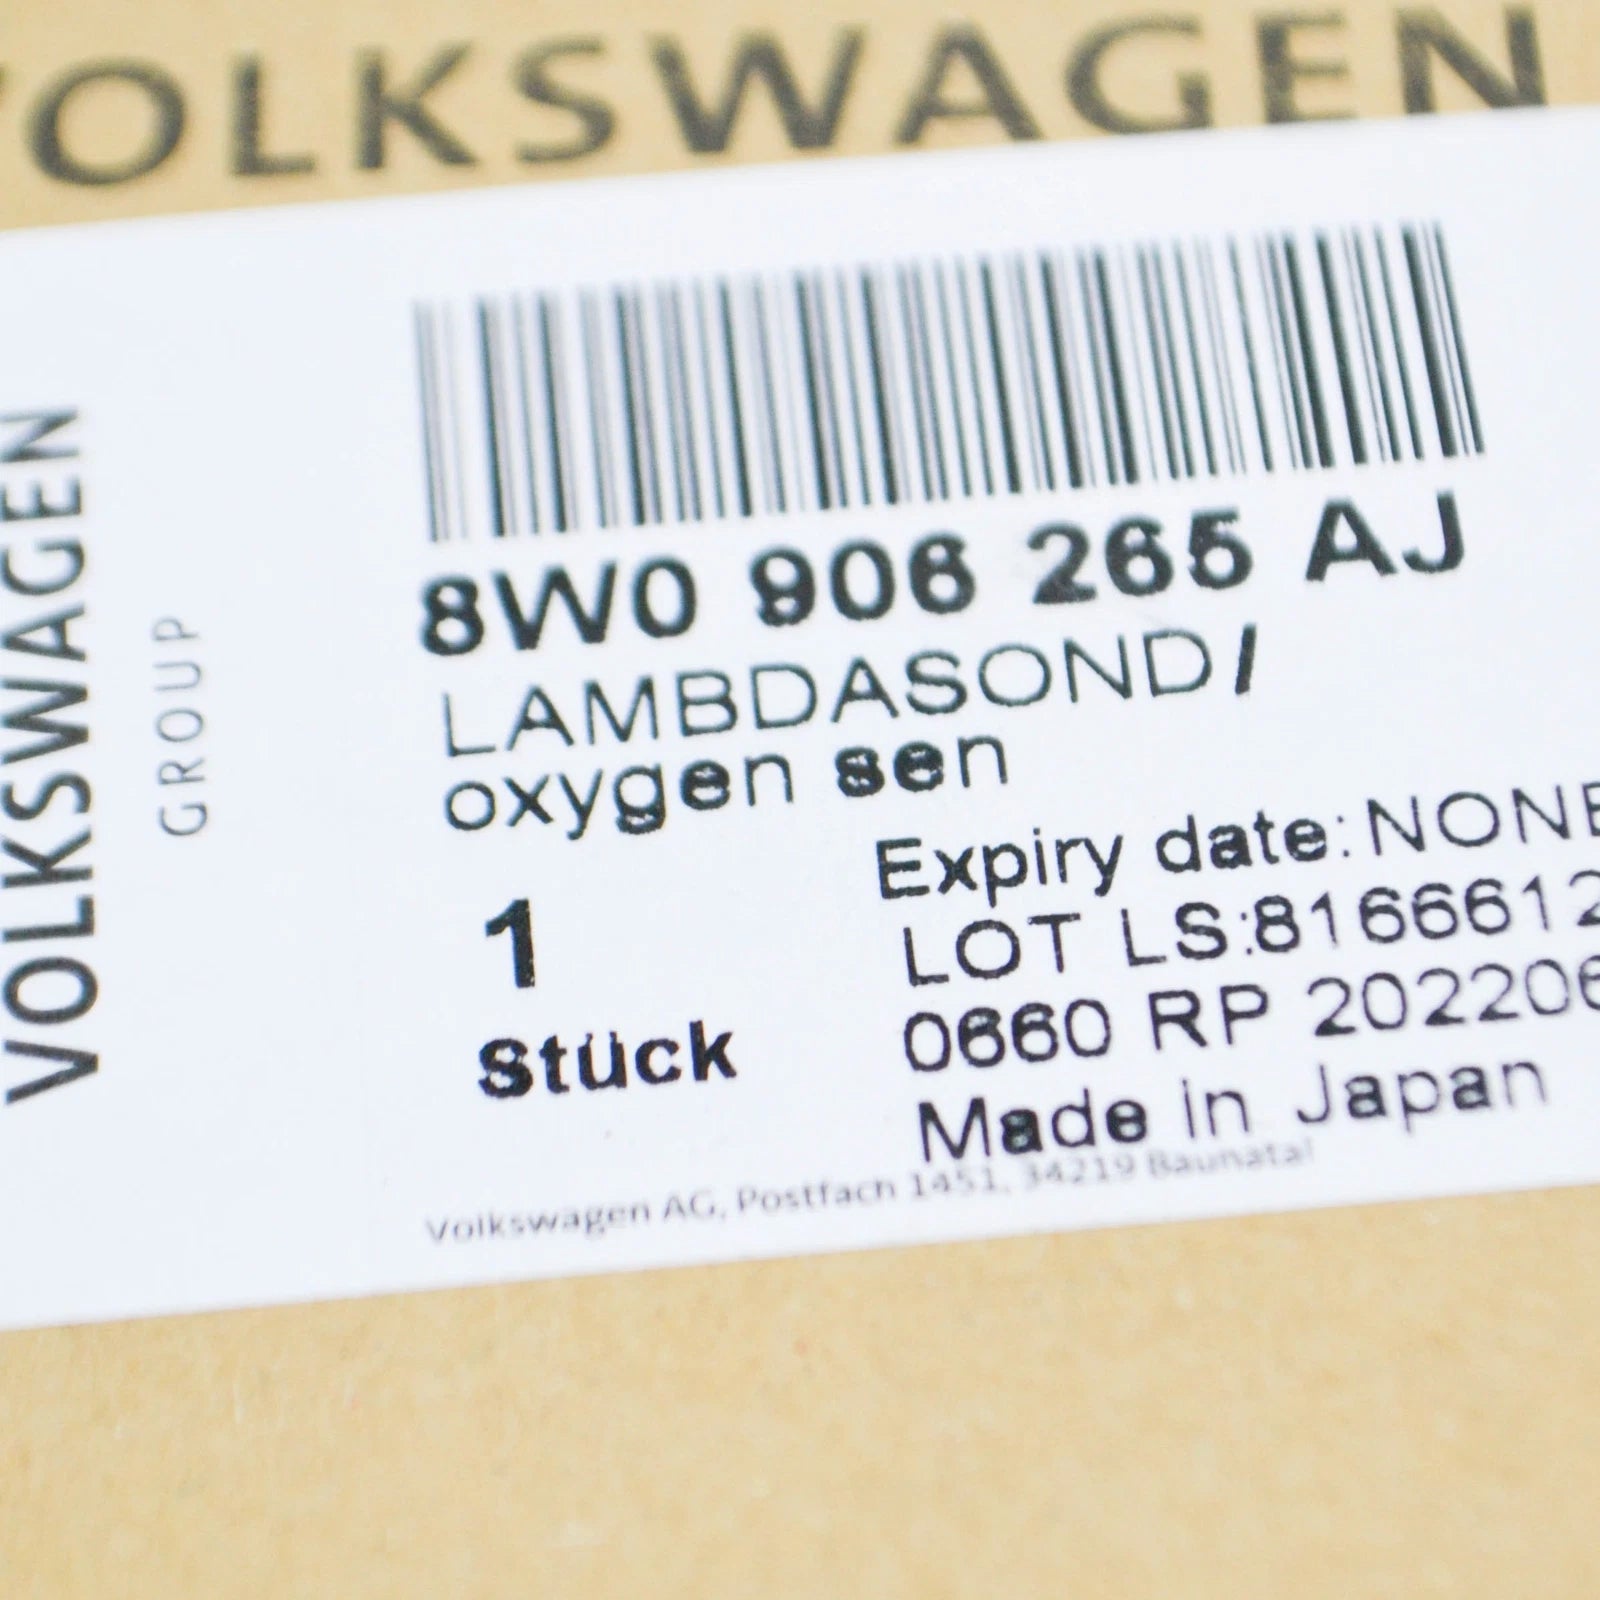 VOLKSWAGEN
VOLKSWAGEN
GROUP
8W0 906 265 AJ
LAMBDASOND/
oxygen sen
Expiry date:NONE
1
LOT LS:8166612
Stück
0660 RP 202206
Made in Japan
Volkswagen AG, Postfach 1451, 34219 Baunatal